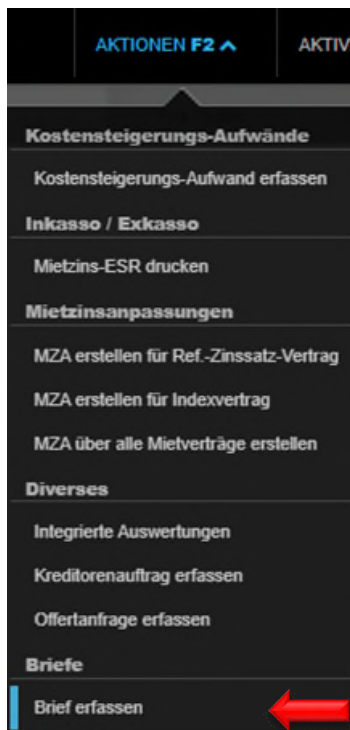 AKTIONEN F2 AKTIV
Kostensteigerungs-Aufwände
Kostensteigerungs-Aufwand erfassen
Inkasso / Exkasso
Mietzins-ESR drucken
Mietzinsanpassungen
MZA erstellen für Ref.-Zinssatz-Vertrag
MZA erstellen für Indexvertrag
MZA über alle Mietverträge erstellen
Diverses
Integrierte Auswertungen
Kreditorenauftrag erfassen
Offertanfrage erfassen
Briefe
Brief erfassen